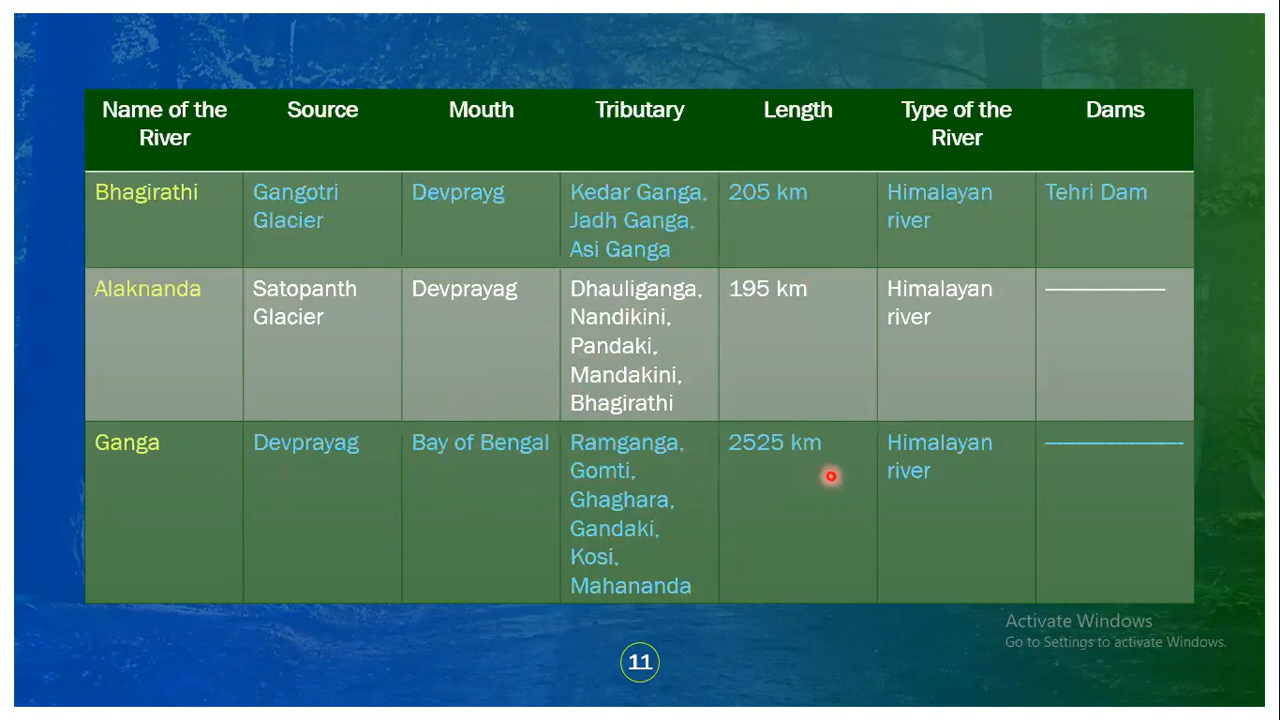 Name of the River
Source
Mouth
Tributary
Length
Type of the River
Dams
Bhagirathi
Gangotri Glacier
Devprayg
Kedar Ganga,
Jadh Ganga,
Asi Ganga
205 km
Himalayan river
Tehri Dam
Alaknanda
Satopanth Glacier
Devprayag
Dhauliganga,
Nandikini,
Pandaki,
Mandakini,
Bhagirathi
195 km
Himalayan river
Ganga
Devprayag
Bay of Bengal
Ramganga,
Gomti,
Ghaghara,
Gandaki,
Kosi,
Mahananda
2525 km
Himalayan river
Activate Windows
Go to Settings to activate Windows.
11